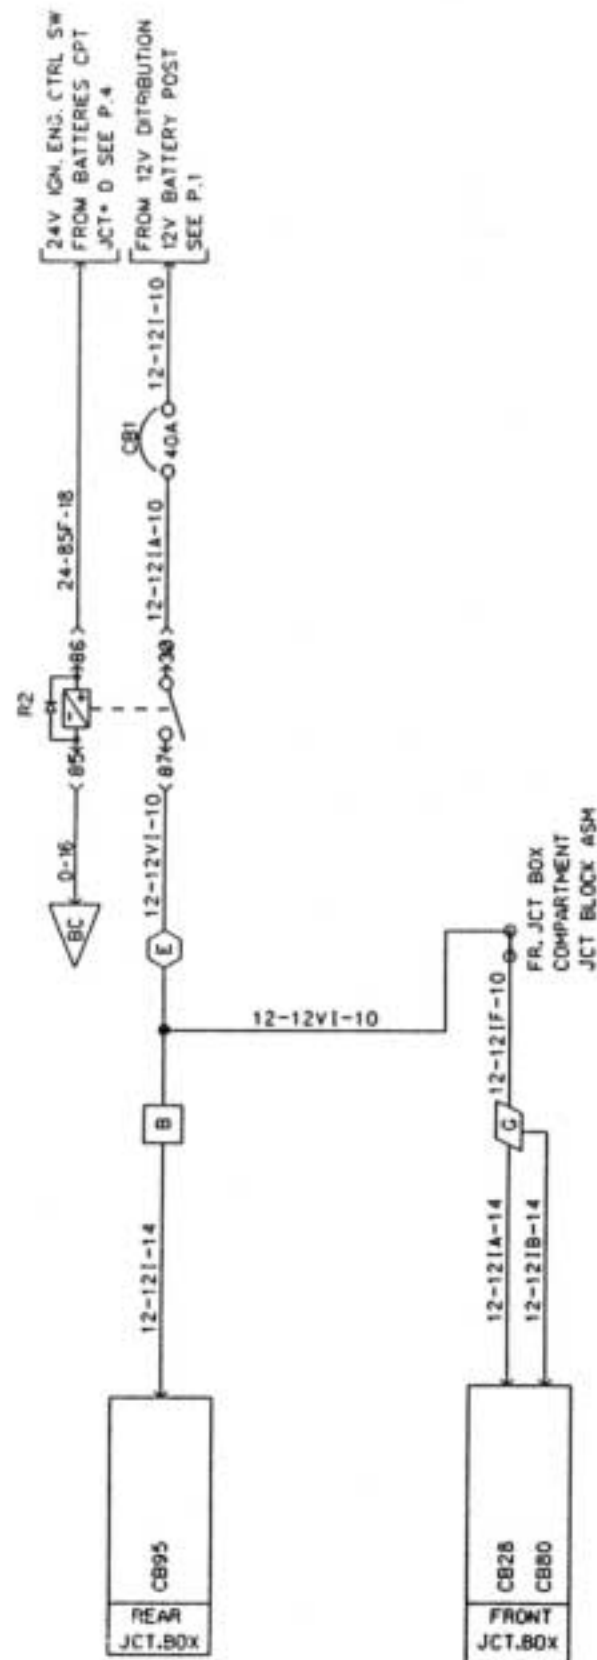 24V IGN. ENG. CTRL SW
FROM BATTERIES CPT
JCT• D SEE P.4
FROM 12V DITRIBUTION
12V BATTERY POST
SEE P.1
12-12I-10
CB1
40A
24-85F-18
12-12IA-10
R2
86
30
85
87
0-16
12-12VI-10
BC
E
12-12VI-10
FR. JCT BOX
COMPARTMENT
JCT BLOCK ASM
12-12IF-10
B
G
12-12I-14
12-12IA-14
12-12IB-14
CB95
REAR
JCT.BOX
CB28
CB80
FRONT
JCT.BOX